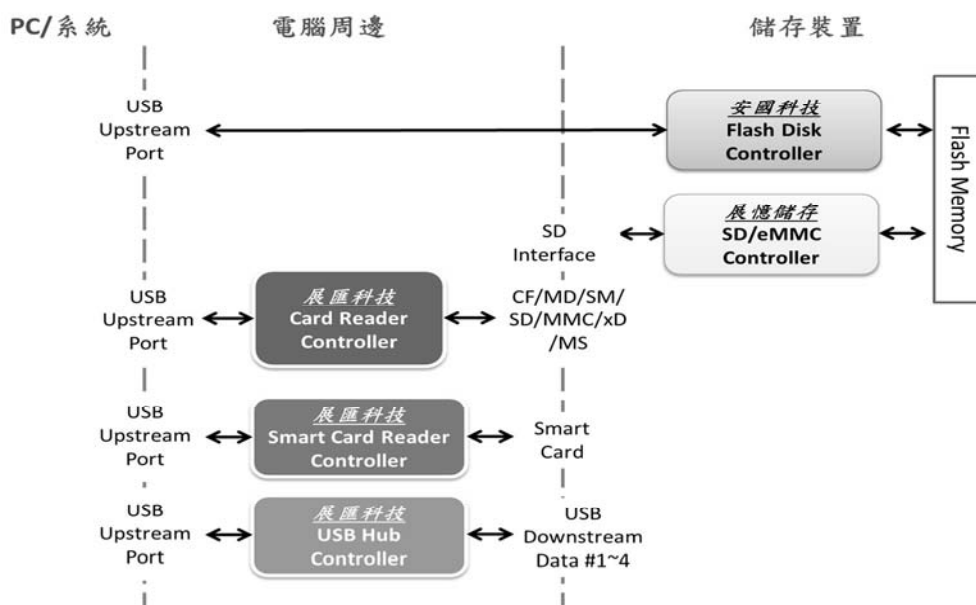 PC/系統
電腦周邊
儲存裝置
USB
Upstream
Port
安國科技
Flash Disk
Controller
Flash Memory
SD
Interface
展憶儲存
SD/eMMC
Controller
USB
Upstream
Port
展匯科技
Card Reader
Controller
CF/MD/SM/
SD/MMC/xD
/MS
USB
Upstream
Port
展匯科技
Smart Card Reader
Controller
Smart
Card
USB
Upstream
Port
展匯科技
USB Hub
Controller
USB
Downstream
Data #1~4